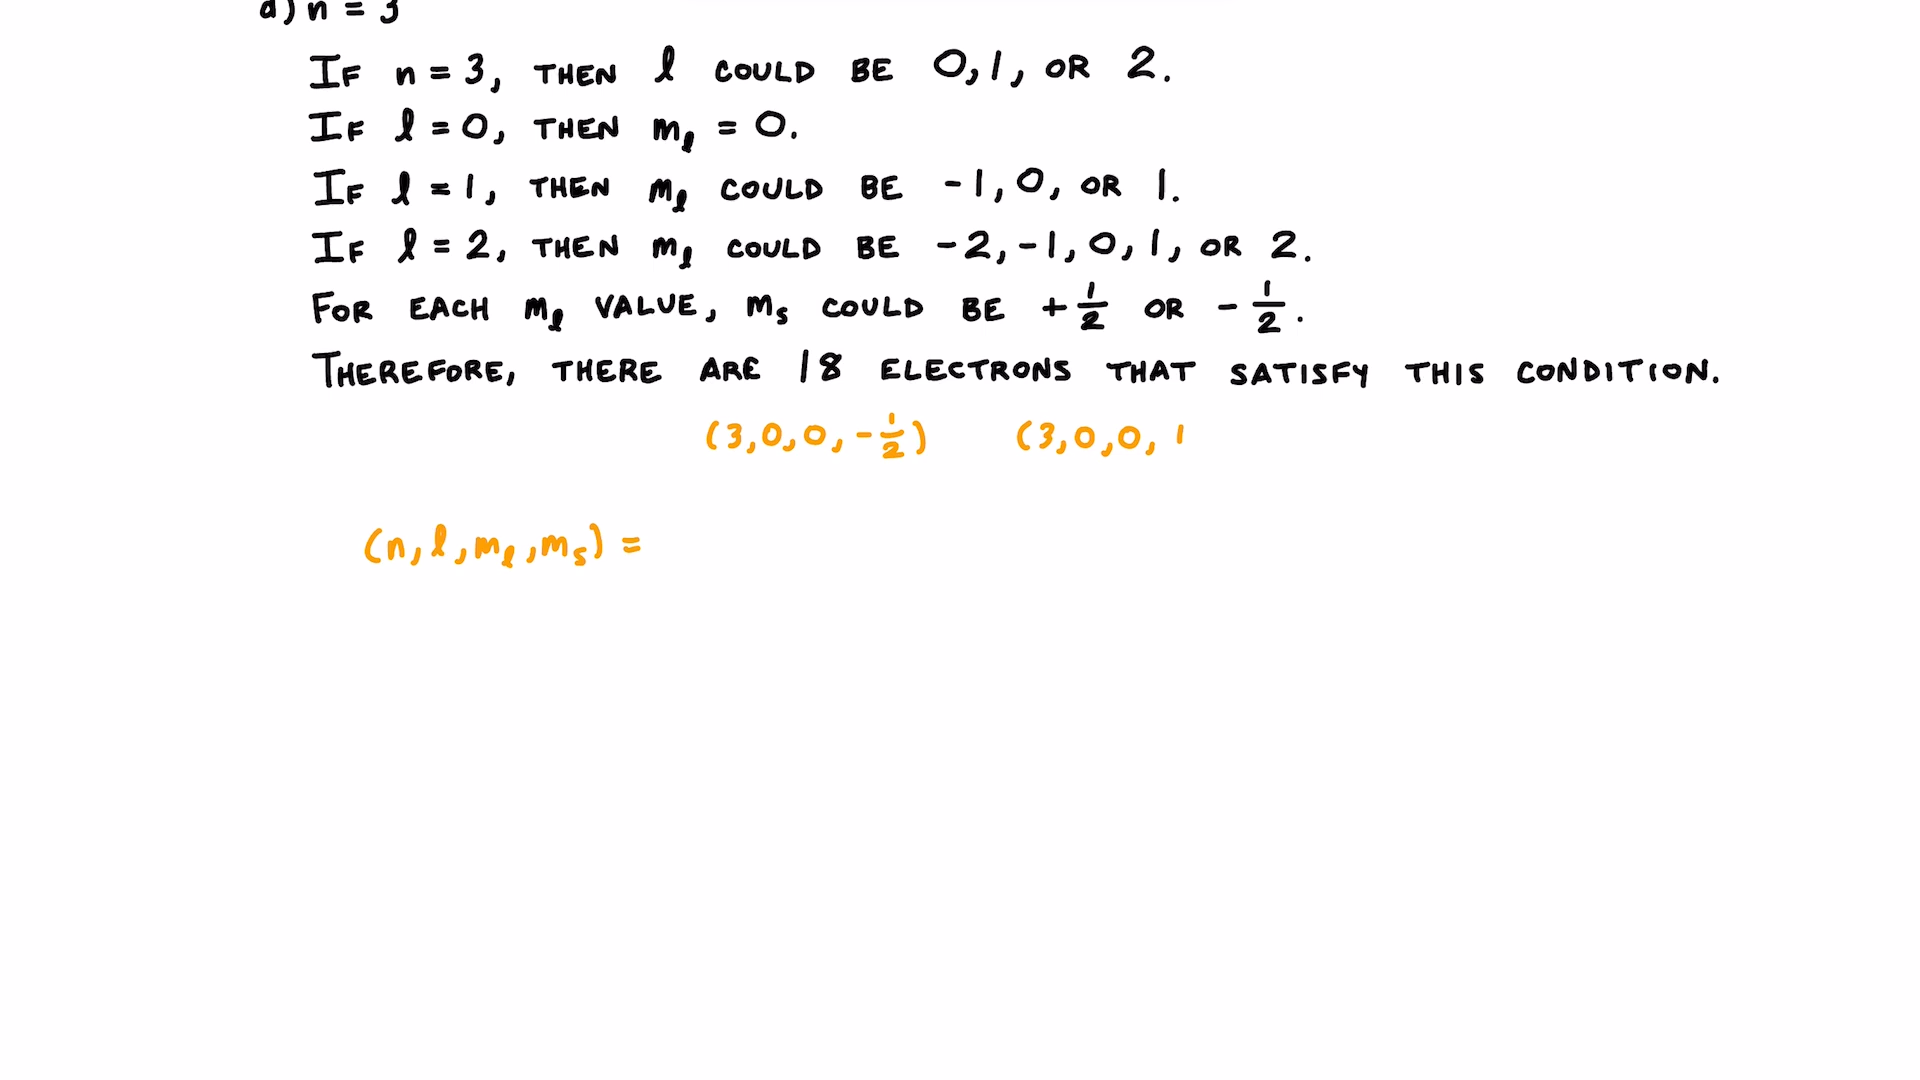 a) n = 3
IF n = 3, THEN l COULD BE 0, 1, OR 2.
IF l = 0, THEN mₗ = 0.
IF l = 1, THEN mₗ COULD BE -1, 0, OR 1.
IF l = 2, THEN mₗ COULD BE -2, -1, 0, 1, OR 2.
FOR EACH mₗ VALUE, mₛ COULD BE +1/2 OR -1/2.
THEREFORE, THERE ARE 18 ELECTRONS THAT SATISFY THIS CONDITION.
(3,0,0,-1/2) (3,0,0, 1
(n, l, mₗ, mₛ) =